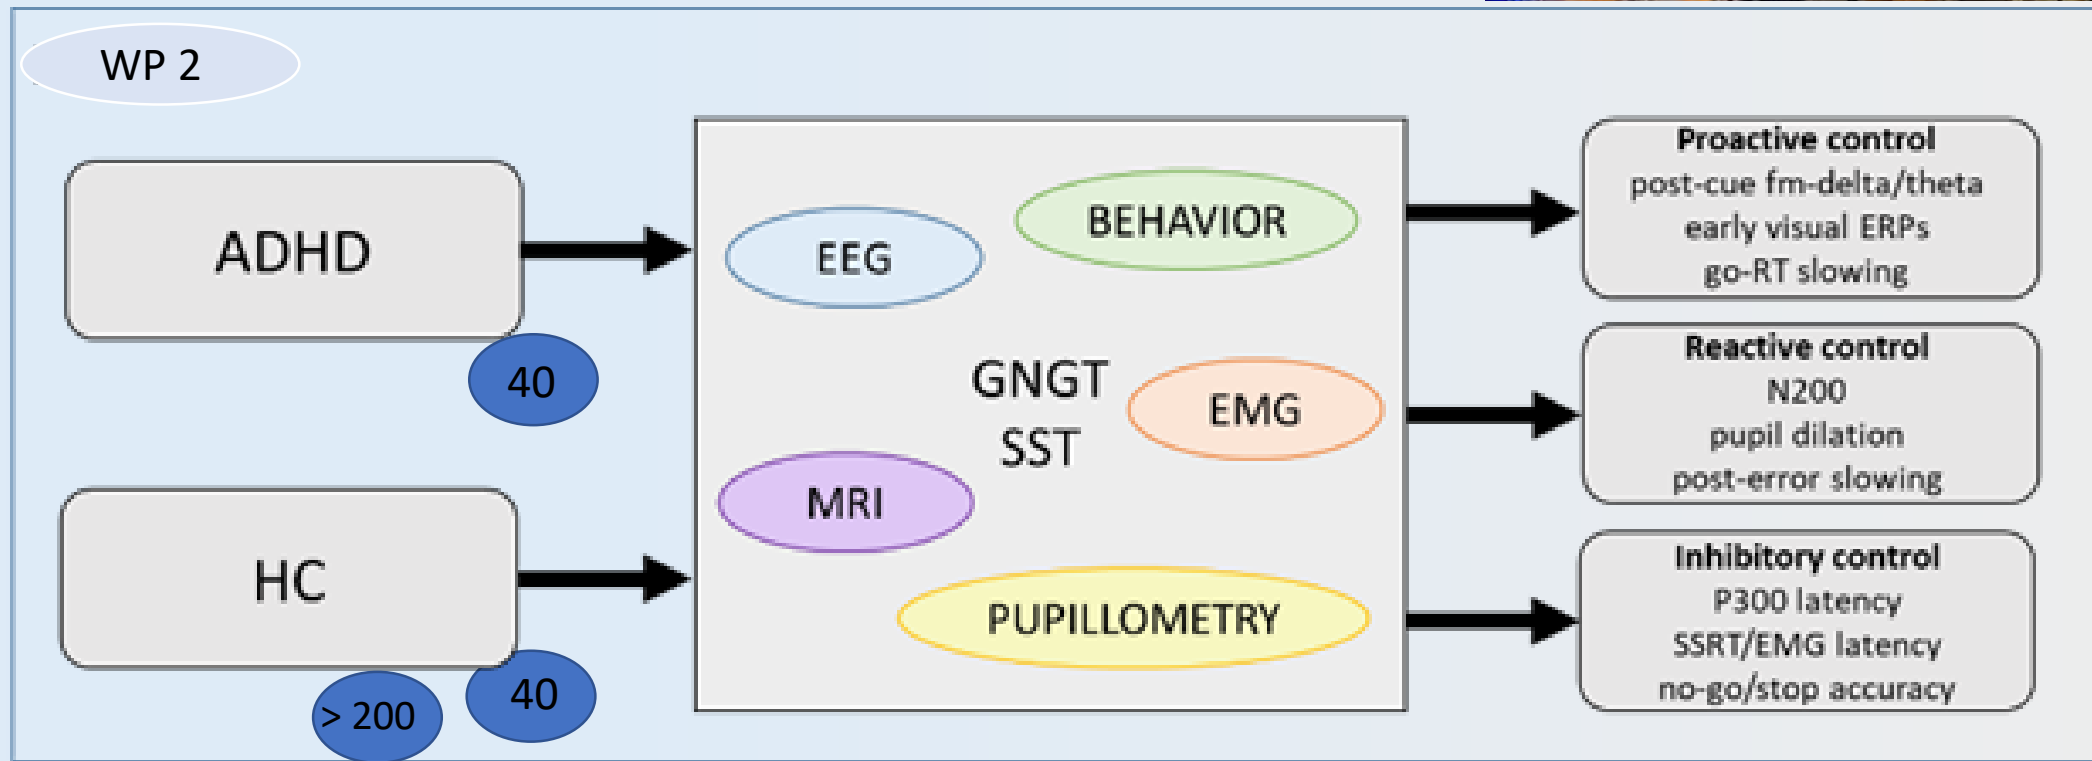 WP 2
ADHD
40
HC
> 200
40
EEG
BEHAVIOR
GNGT
SST
EMG
MRI
PUPILLOMETRY
Proactive control
post-cue fm-delta/theta
early visual ERPs
go-RT slowing
Reactive control
N200
pupil dilation
post-error slowing
Inhibitory control
P300 latency
SSRT/EMG latency
no-go/stop accuracy